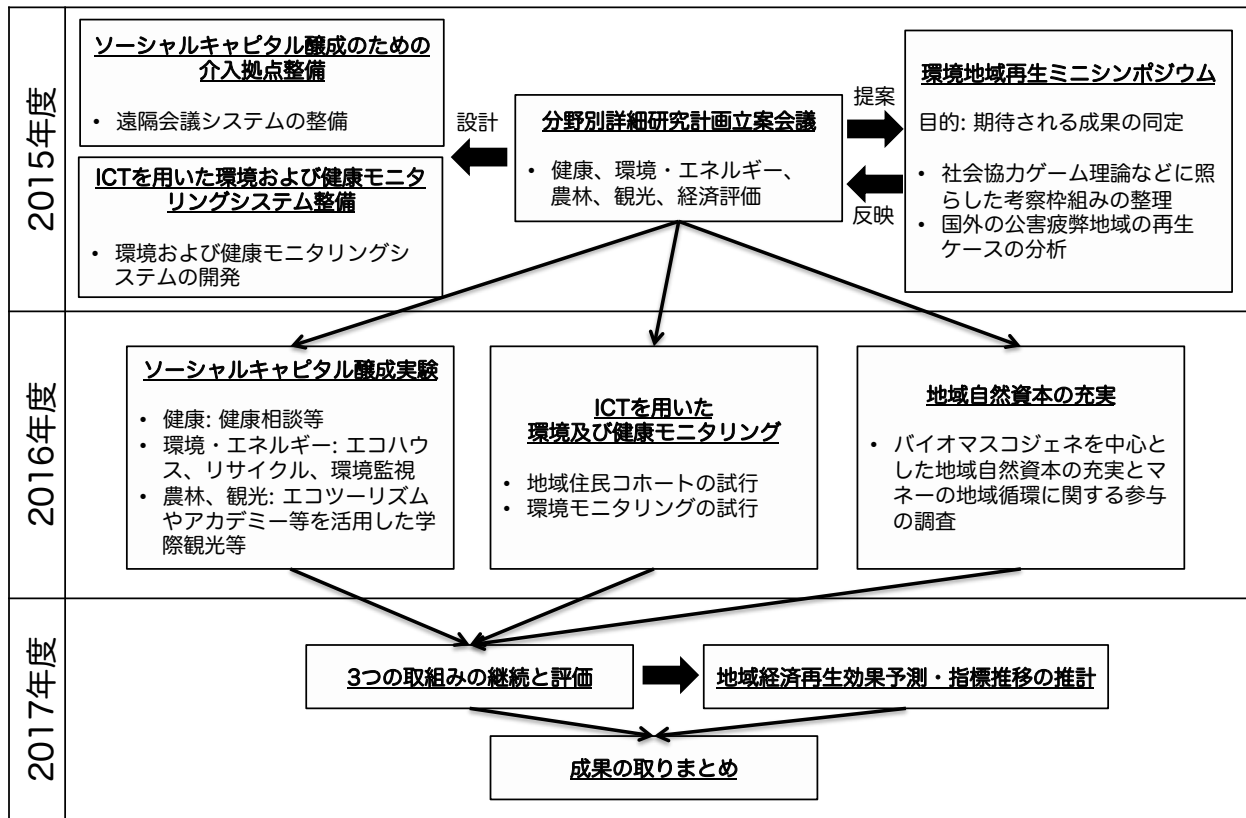 2015年度
ソーシャルキャピタル醸成のための
介入拠点整備
• 遠隔会議システムの整備
ICTを用いた環境および健康モニタ
リングシステム整備
• 環境および健康モニタリングシ
ステムの開発
設計
分野別詳細研究計画立案会議
• 健康、環境・エネルギー、
農林、観光、経済評価
提案
反映
環境地域再生ミニシンポジウム
目的: 期待される成果の同定
• 社会協力ゲーム理論などに照
らした考察枠組みの整理
• 国外の公害疲弊地域の再生
ケースの分析
2016年度
ソーシャルキャピタル醸成実験
• 健康: 健康相談等
• 環境・エネルギー: エコハウ
ス、リサイクル、環境監視
• 農林、観光: エコツーリズム
やアカデミー等を活用した学
際観光等
ICTを用いた
環境及び健康モニタリング
• 地域住民コホートの試行
• 環境モニタリングの試行
地域自然資本の充実
• バイオマスコジェネを中心と
した地域自然資本の充実とマ
ネーの地域循環に関する参与
の調査
2017年度
3つの取組みの継続と評価
地域経済再生効果予測・指標推移の推計
成果の取りまとめ